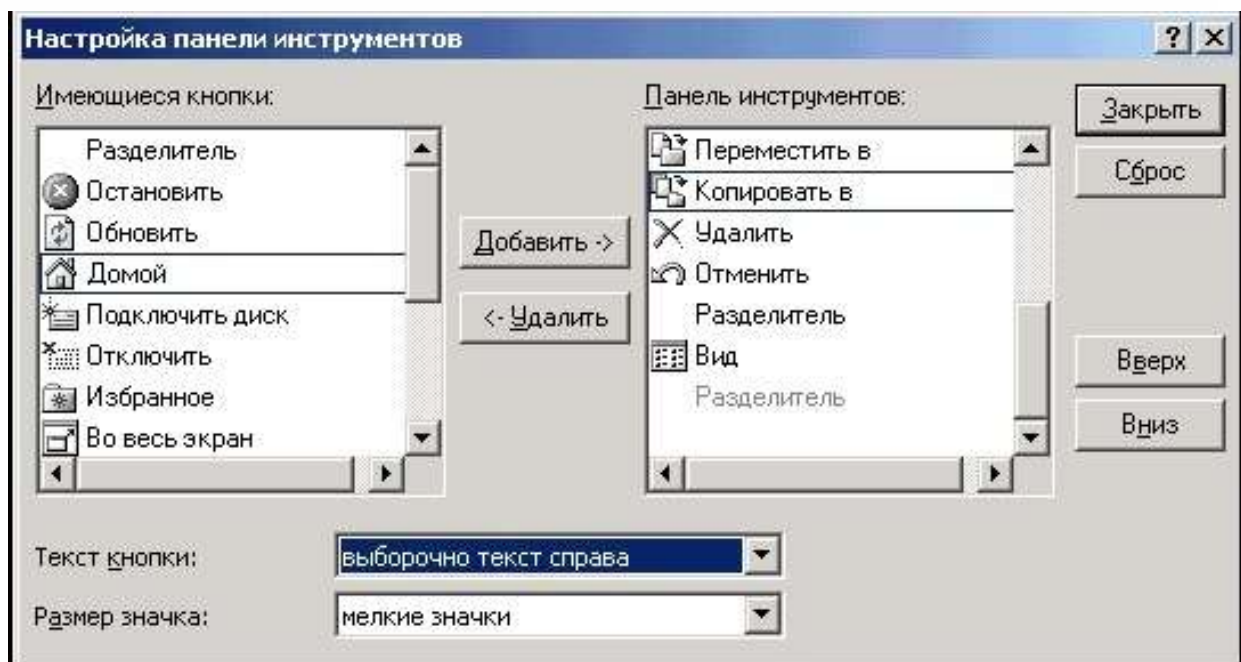 Настройка панели инструментов
Имеющиеся кнопки:
Разделитель
Остановить
Обновить
Домой
Подключить диск
Отключить
Избранное
Во весь экран
Добавить ->
<- Удалить
Панель инструментов:
Переместить в
Копировать в
Удалить
Отменить
Разделитель
Вид
Разделитель
Закрыть
Сброс
Вверх
Вниз
Текст кнопки:
выборочно текст справа
Размер значка:
мелкие значки